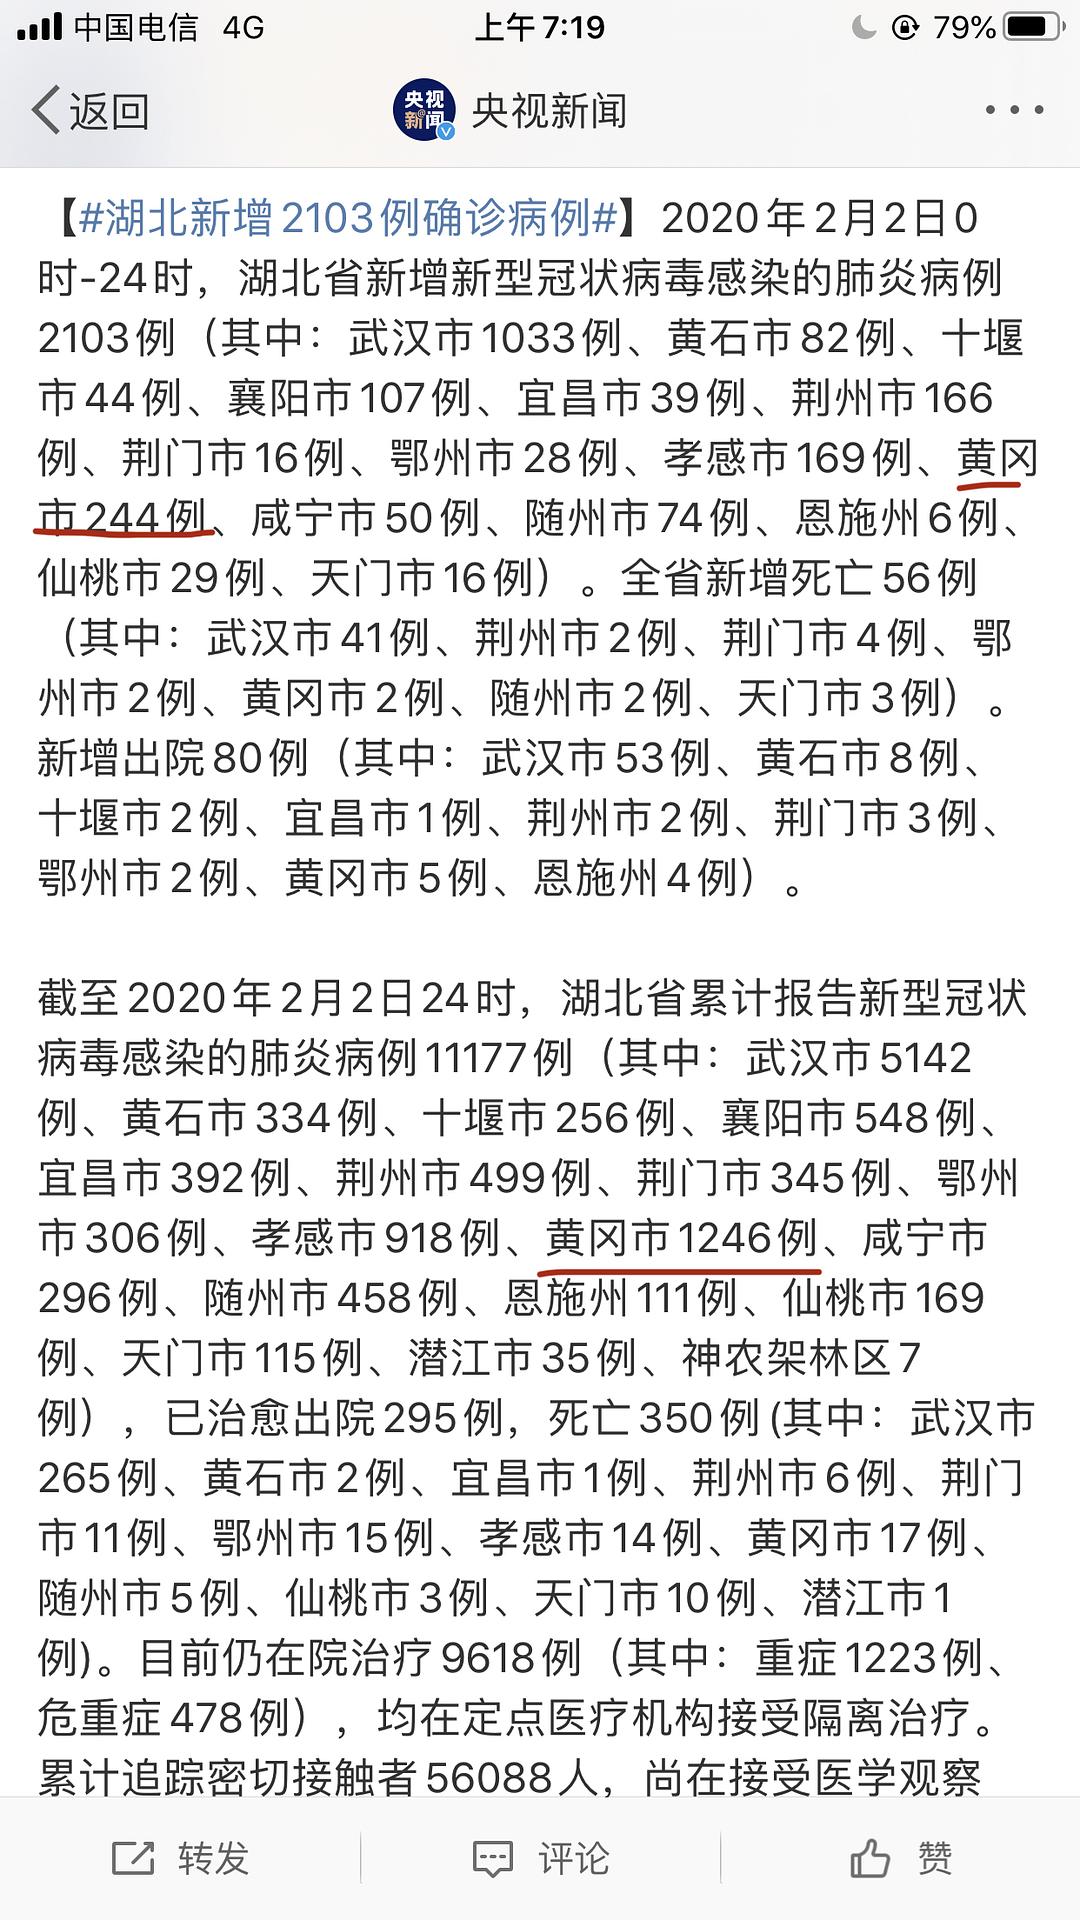 中国电信 4G 上午7:19 79%
返回 央视新闻 央视新闻
【#湖北新增2103例确诊病例#】2020年2月2日0
时-24时，湖北省新增新型冠状病毒感染的肺炎病例
2103例（其中：武汉市1033例、黄石市82例、十堰
市44例、襄阳市107例、宜昌市39例、荆州市166
例、荆门市16例、鄂州市28例、孝感市169例、黄冈
市244例、咸宁市50例、随州市74例、恩施州6例、
仙桃市29例、天门市16例）。全省新增死亡56例
（其中：武汉市41例、荆州市2例、荆门市4例、鄂
州市2例、黄冈市2例、随州市2例、天门市3例）。
新增出院80例（其中：武汉市53例、黄石市8例、
十堰市2例、宜昌市1例、荆州市2例、荆门市3例、
鄂州市2例、黄冈市5例、恩施州4例）。
截至2020年2月2日24时，湖北省累计报告新型冠状
病毒感染的肺炎病例11177例（其中：武汉市5142
例、黄石市334例、十堰市256例、襄阳市548例、
宜昌市392例、荆州市499例、荆门市345例、鄂州
市306例、孝感市918例、黄冈市1246例、咸宁市
296例、随州市458例、恩施州111例、仙桃市169
例、天门市115例、潜江市35例、神农架林区7
例），已治愈出院295例，死亡350例(其中：武汉市
265例、黄石市2例、宜昌市1例、荆州市6例、荆门
市11例、鄂州市15例、孝感市14例、黄冈市17例、
随州市5例、仙桃市3例、天门市10例、潜江市1
例)。目前仍在院治疗9618例（其中：重症1223例、
危重症478例），均在定点医疗机构接受隔离治疗。
累计追踪密切接触者56088人，尚在接受医学观察
转发 评论 赞